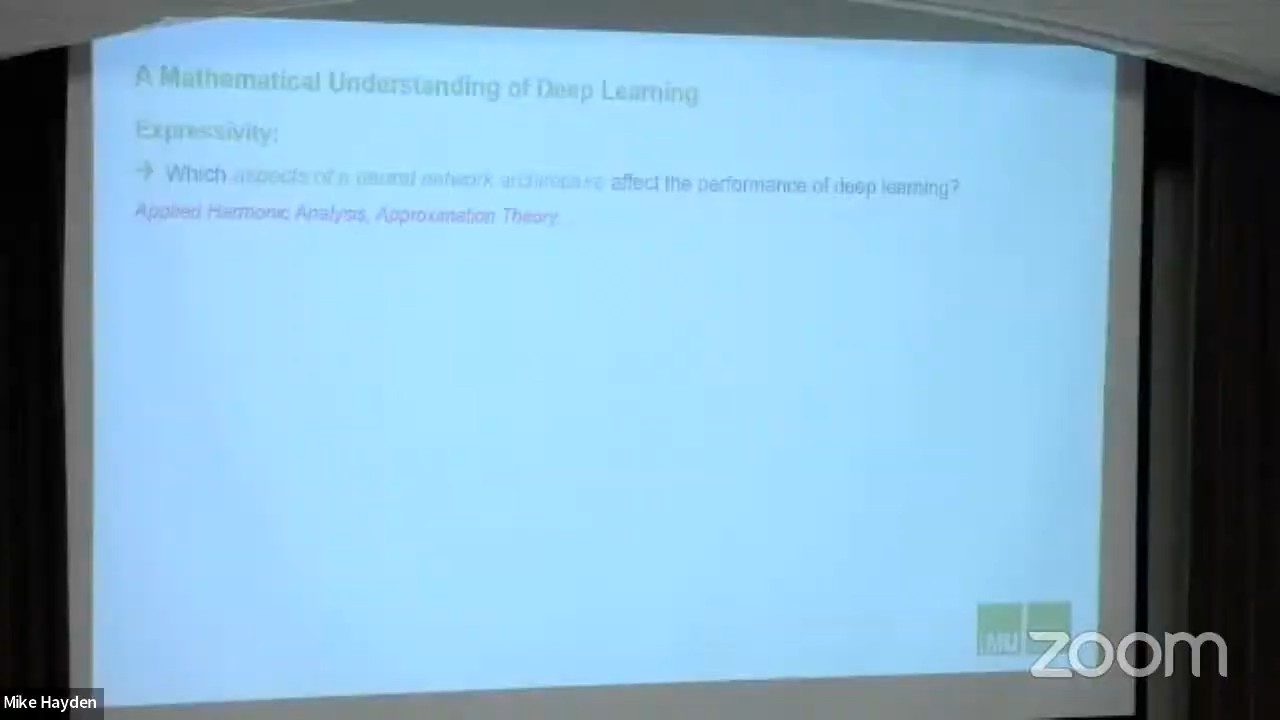 A Mathematical Understanding of Deep Learning
Expressivity:
→ Which aspects of a neural network architecture affect the performance of deep learning?
Applied Harmonic Analysis, Approximation Theory, ...
LMU
zoom
Mike Hayden